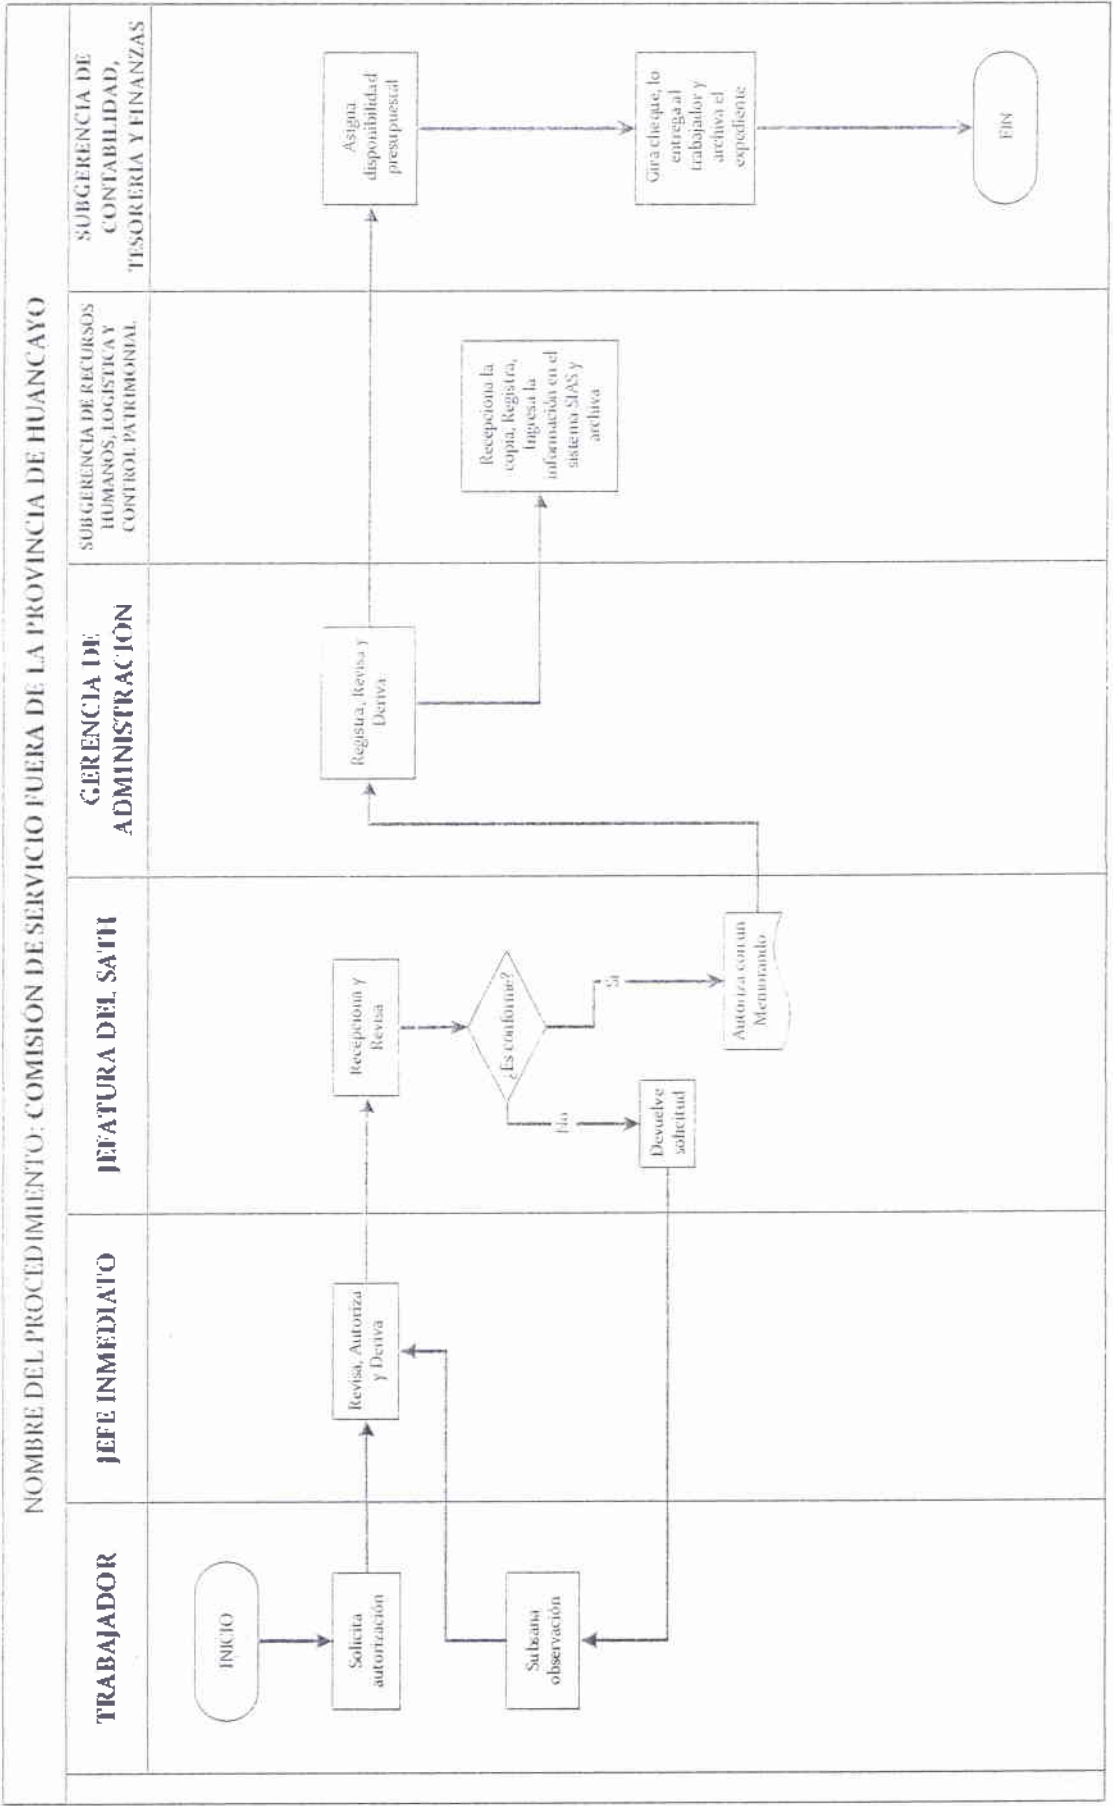 NOMBRE DEL PROCEDIMIENTO: COMISIÓN DE SERVICIO FUERA DE LA PROVINCIA DE HUANCAYO
TRABAJADOR
JEFE INMEDIATO
JEFATURA DEL SATH
GERENCIA DE
ADMINISTRACIÓN
SUBGERENCIA DE RECURSOS
HUMANOS, LOGISTICA Y
CONTROL PATRIMONIAL
SUBGERENCIA DE
CONTABILIDAD,
TESORERÍA Y FINANZAS
INICIO
Solicita
autorización
Revisa, Autoriza
y Deriva
Recepciona y
Revisa
Registra, Revisa y
Deriva
Asigna
disponibilidad
presupuestal
Subsana
observación
¿Es conforme?
No
Si
Devuelve
solicitud
Autoriza con un
Memorando
Recepciona la
copia, Registra,
Ingresa la
información en el
sistema SIAS y
archiva
Gira cheque, lo
entrega al
trabajador y
archiva el
expediente
FIN